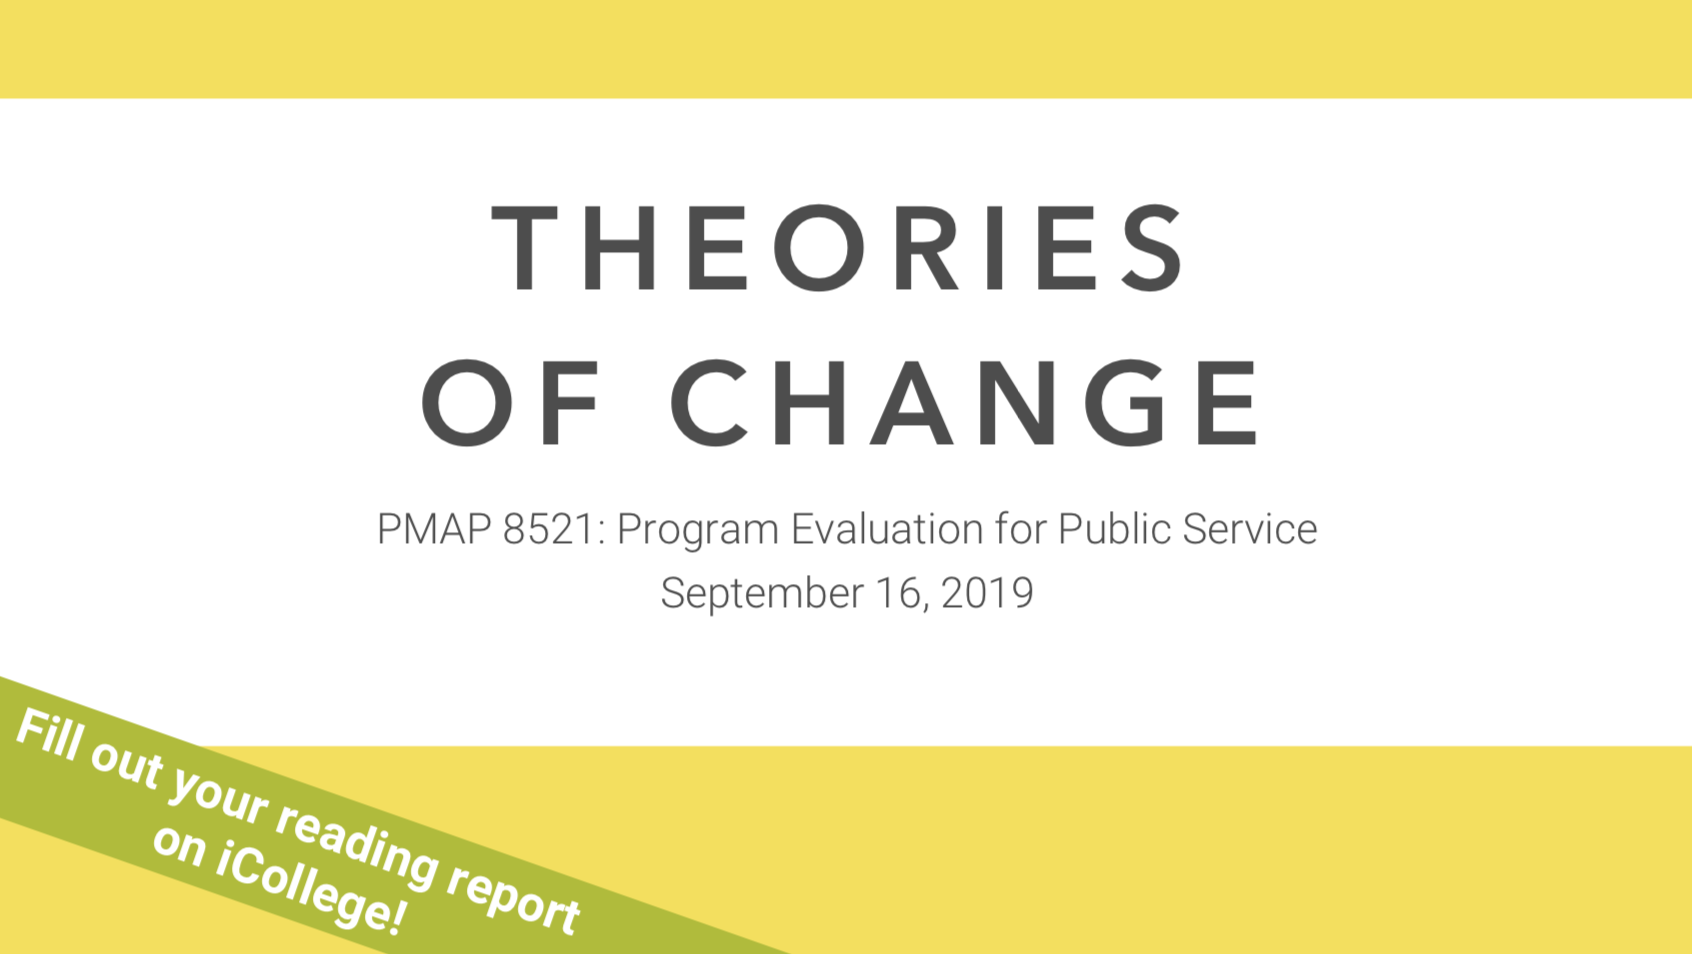 THEORIES
OF CHANGE
PMAP 8521: Program Evaluation for Public Service
September 16, 2019
Fill out your reading report
on iCollege!